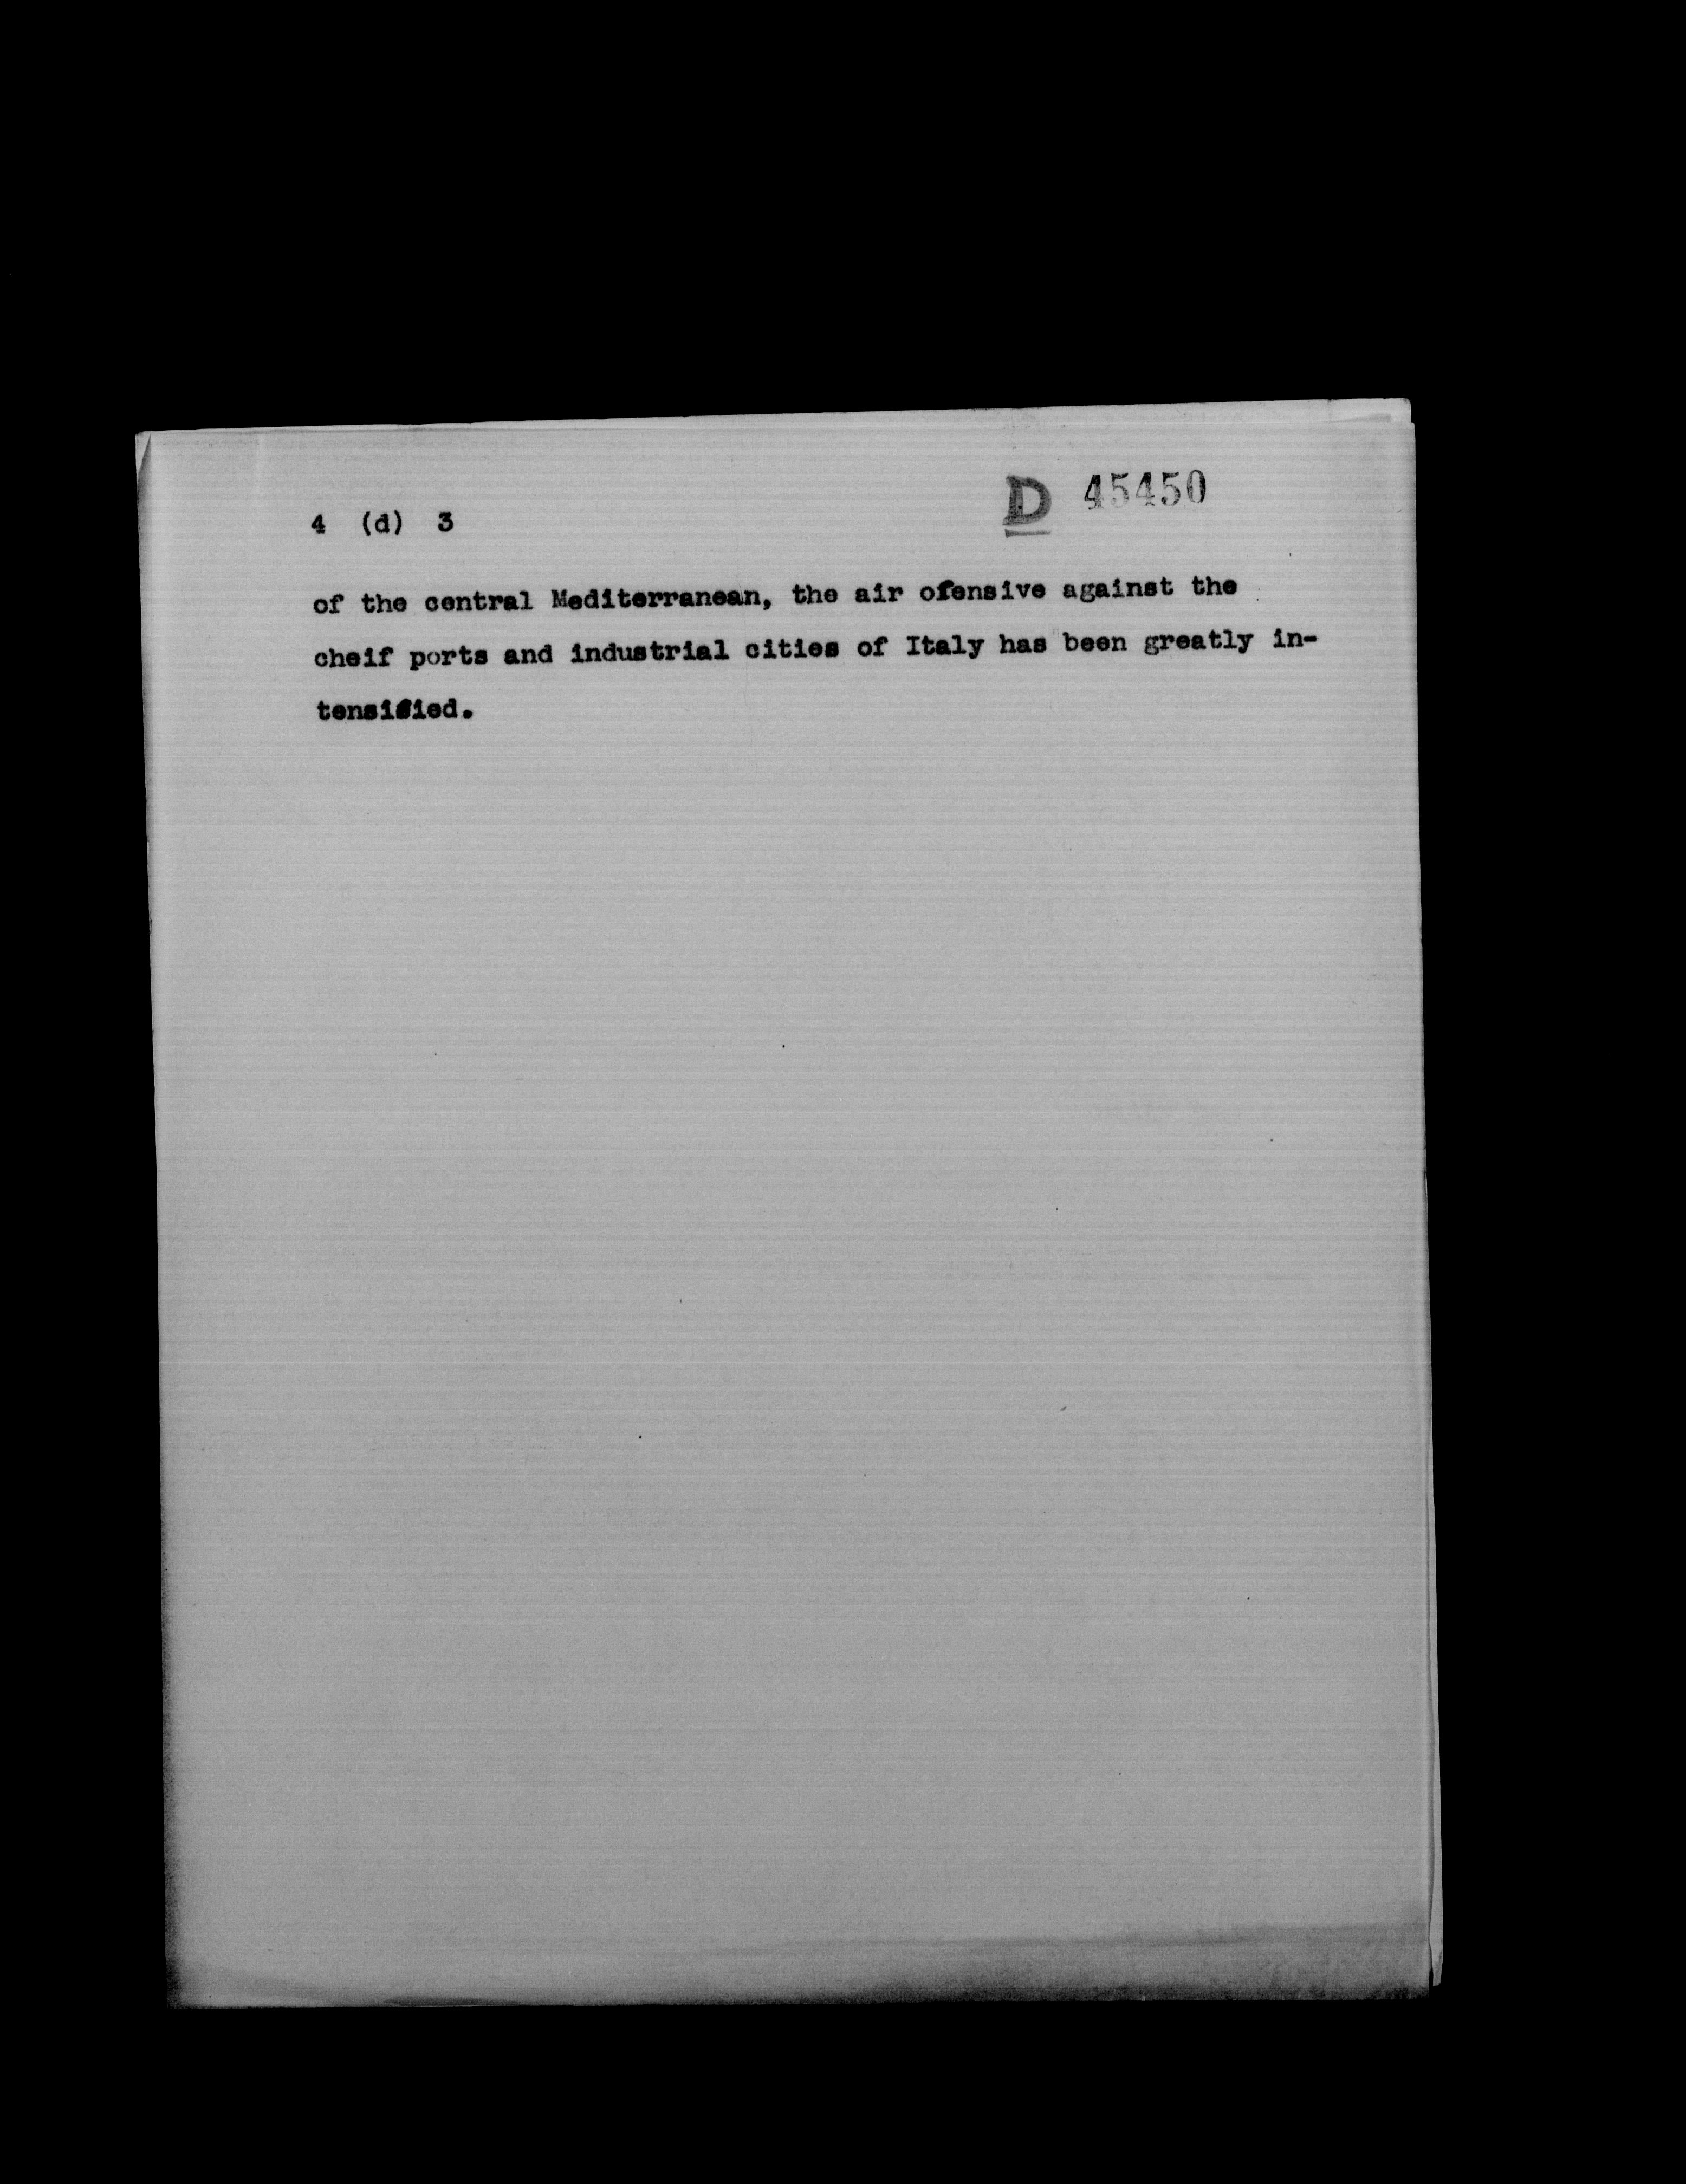 D 45450
4 (d) 3
of the central Mediterranean, the air ofensive against the
cheif ports and industrial cities of Italy has been greatly in-
tensified.